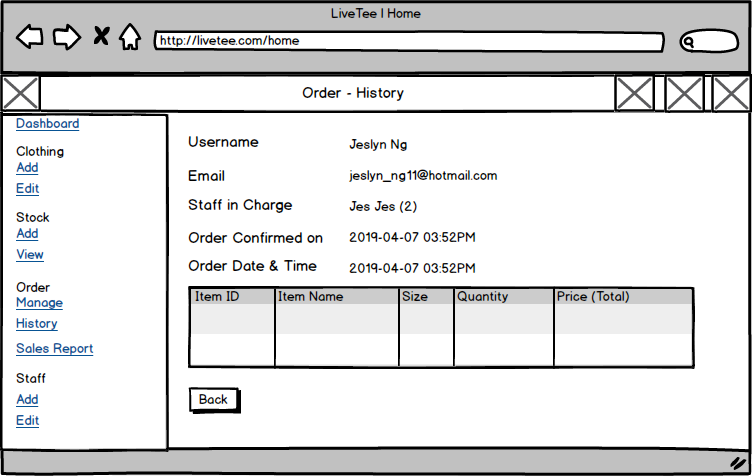 LiveTee | Home
http://livetee.com/home
Order - History
Dashboard
Clothing
Add
Edit
Stock
Add
View
Order
Manage
History
Sales Report
Staff
Add
Edit
Username Jeslyn Ng
Email jeslyn_ng11@hotmail.com
Staff in Charge Jes Jes (2)
Order Confirmed on 2019-04-07 03:52PM
Order Date & Time 2019-04-07 03:52PM
Item ID Item Name Size Quantity Price (Total)
Back